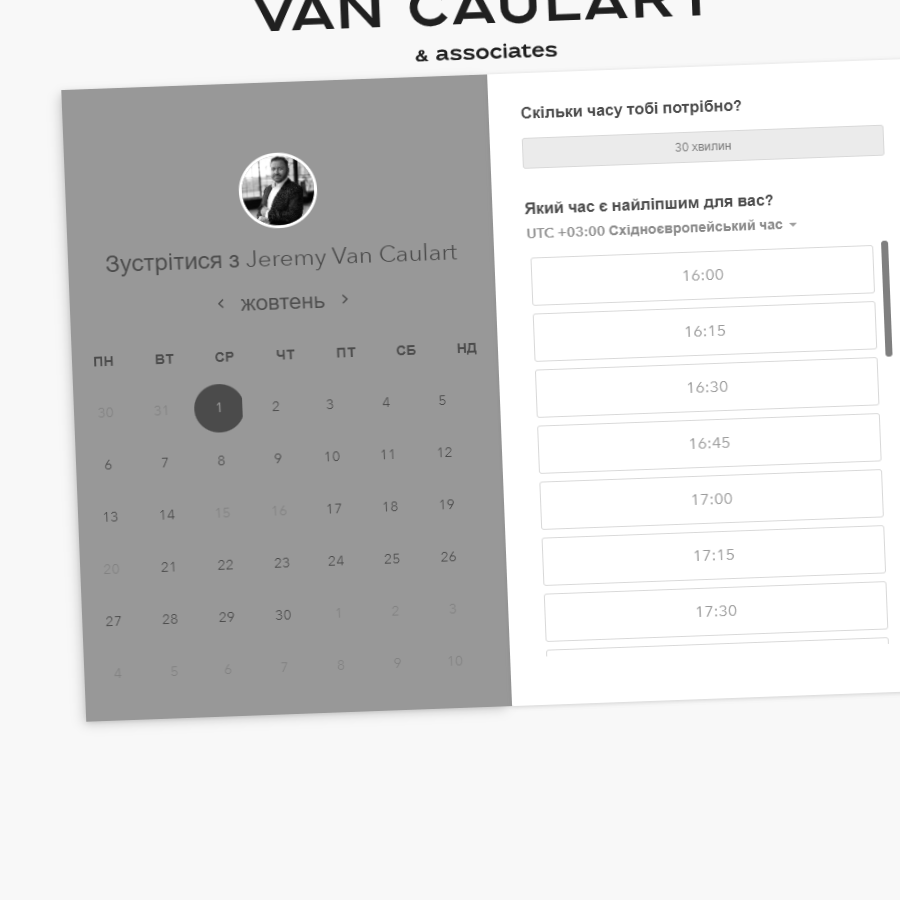 VAN CAULART
& associates
Зустрітися з Jeremy Van Caulart
жовтень
ПН ВТ СР ЧТ ПТ СБ НД
30 31 1 2 3 4 5
6 7 8 9 10 11 12
13 14 15 16 17 18 19
20 21 22 23 24 25 26
27 28 29 30 1 2 3
4 5 6 7 8 9 10
Скільки часу тобі потрібно?
30 хвилин
Який час є найліпшим для вас?
UTC +03:00 Східноєвропейський час
16:00
16:15
16:30
16:45
17:00
17:15
17:30